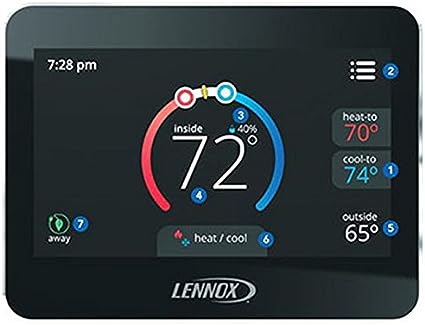 7:28 pm
2
3
inside
40%
heat-to
70°
72°
cool-to
74°
1
4
outside
65°
5
7
away
heat / cool
6
LENNOX